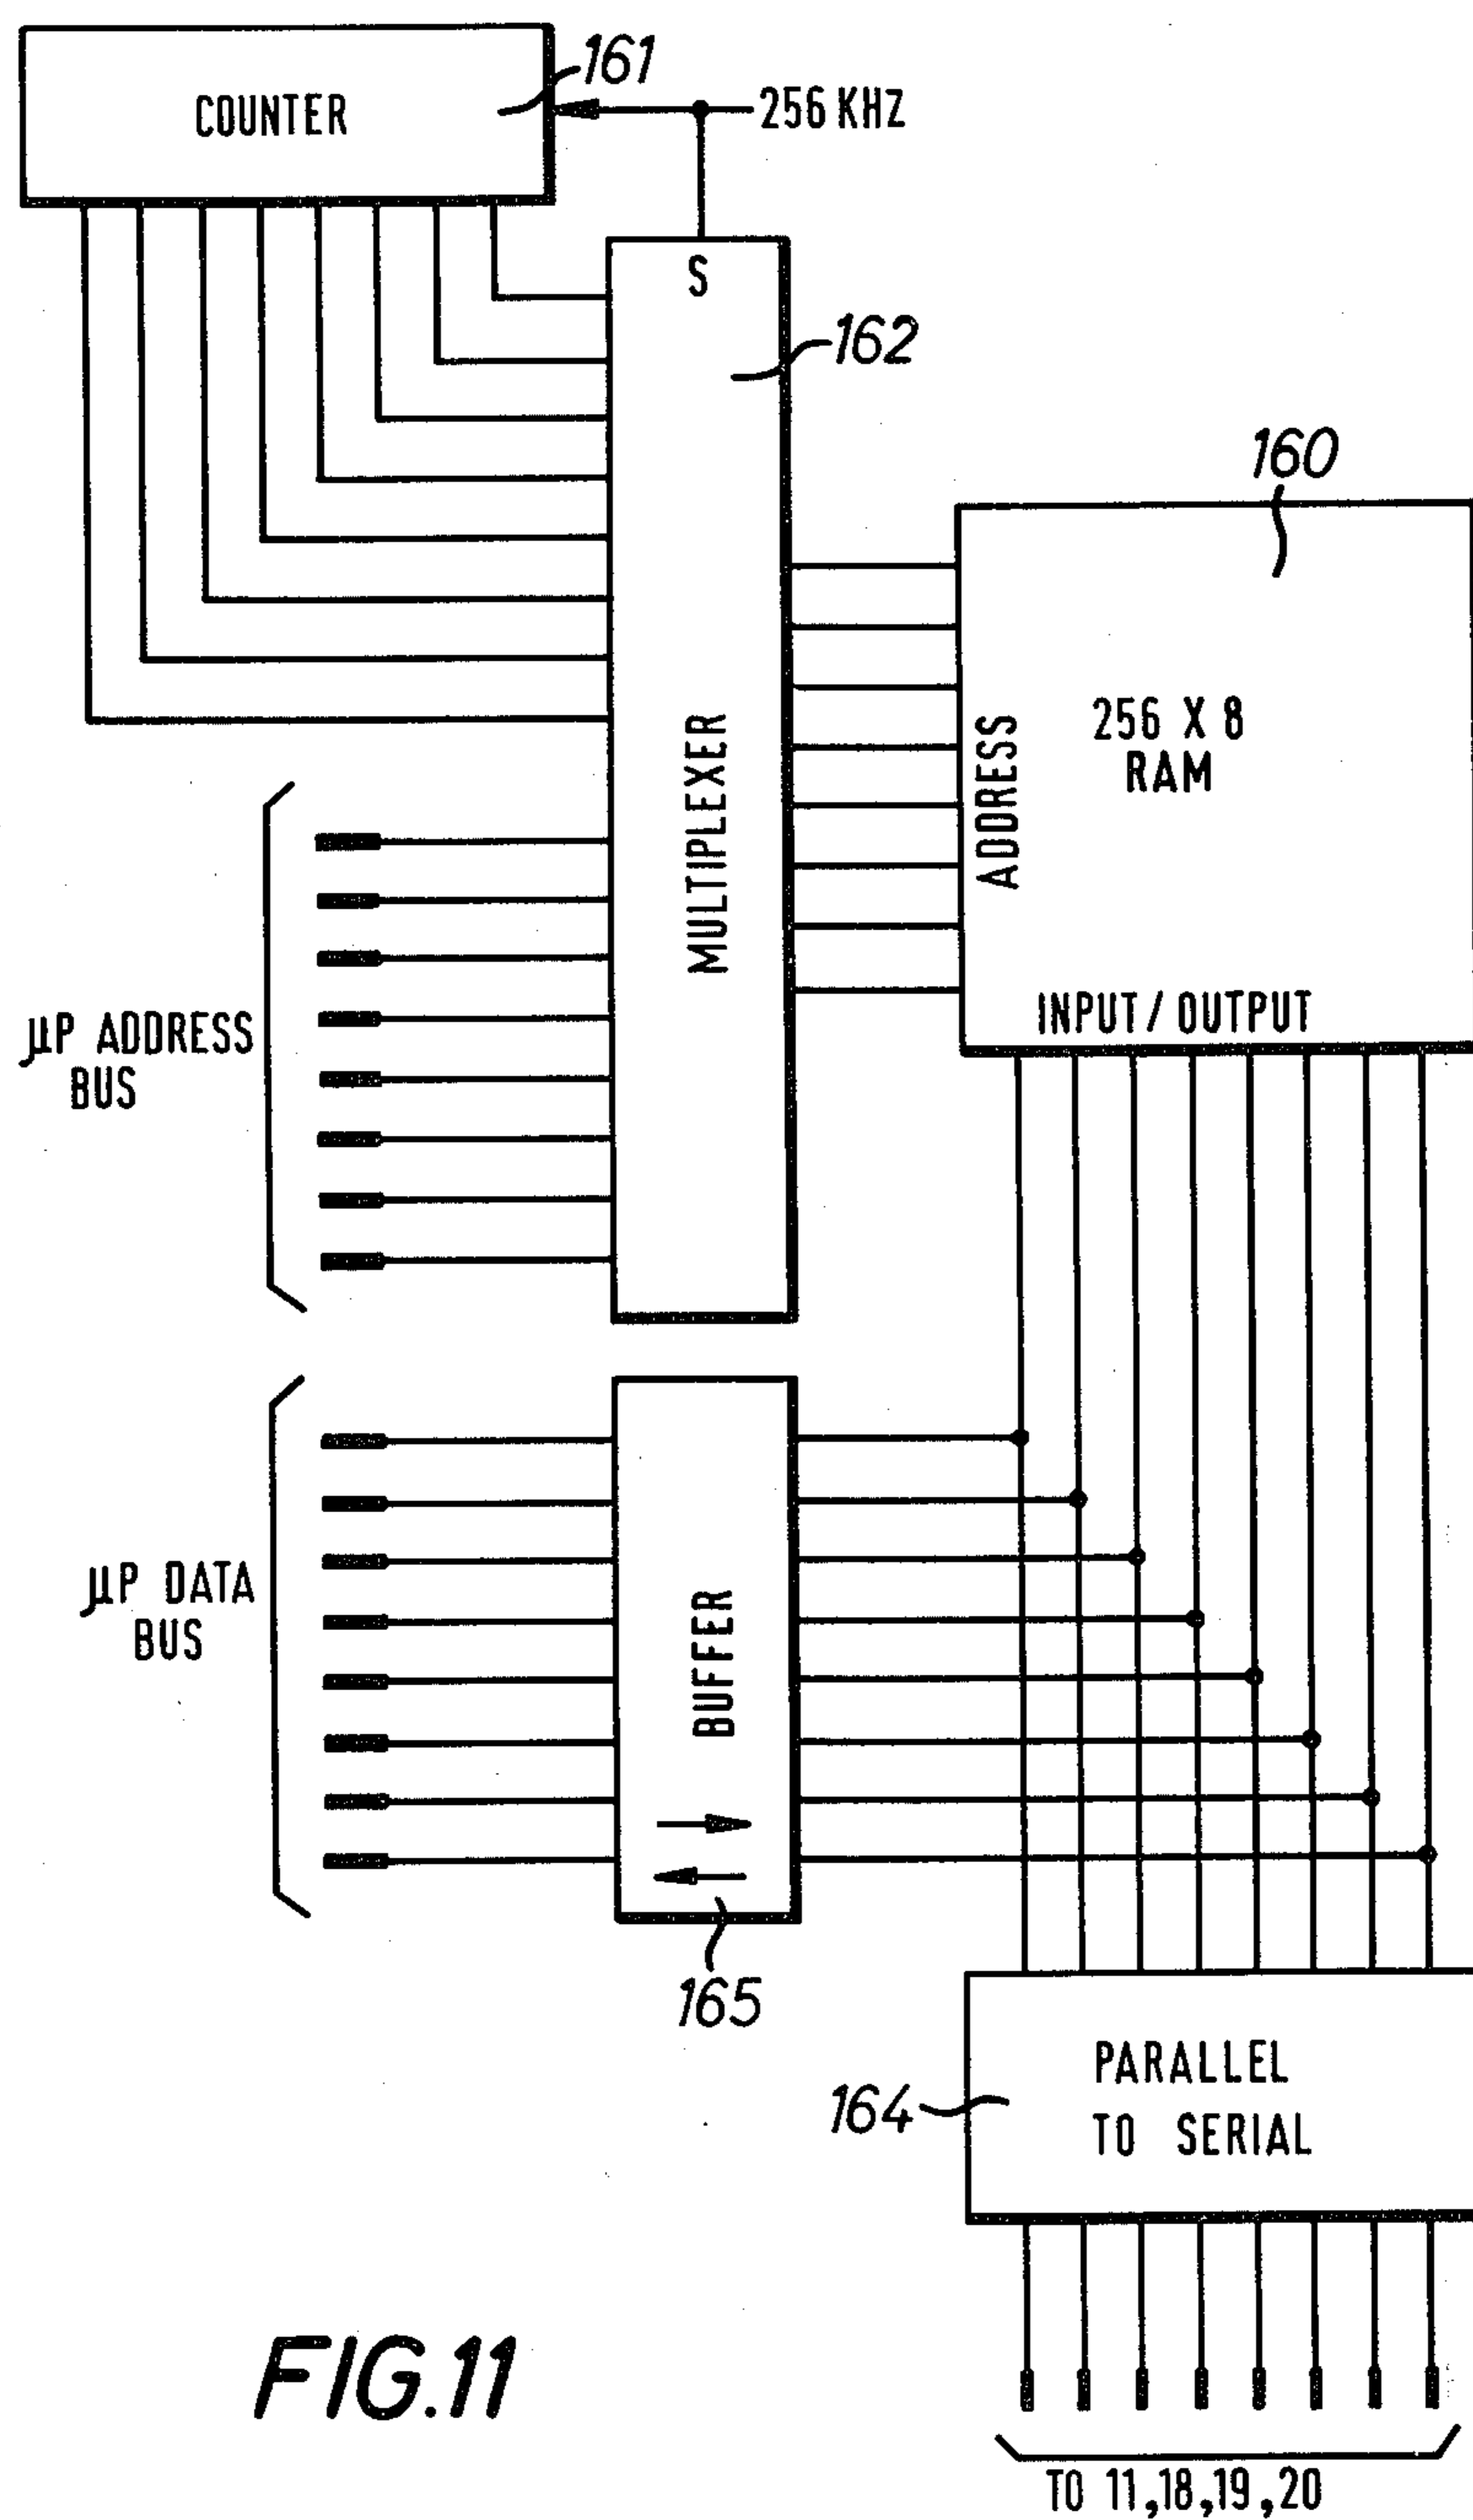 COUNTER
161
256 KHZ
S
162
MULTIPLEXER
160
256 X 8
RAM
ADDRESS
INPUT / OUTPUT
µP ADDRESS
BUS
µP DATA
BUS
BUFFER
165
164
PARALLEL
TO SERIAL
FIG.11
TO 11,18,19,20